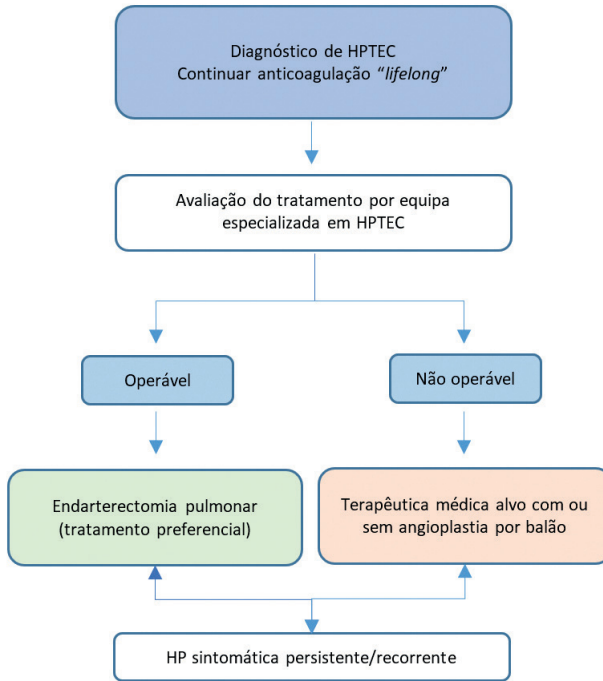 Diagnóstico de HPTEC
Continuar anticoagulação “lifelong”
Avaliação do tratamento por equipa
especializada em HPTEC
Operável
Não operável
Endarterectomia pulmonar
(tratamento preferencial)
Terapêutica médica alvo com ou
sem angioplastia por balão
HP sintomática persistente/recorrente